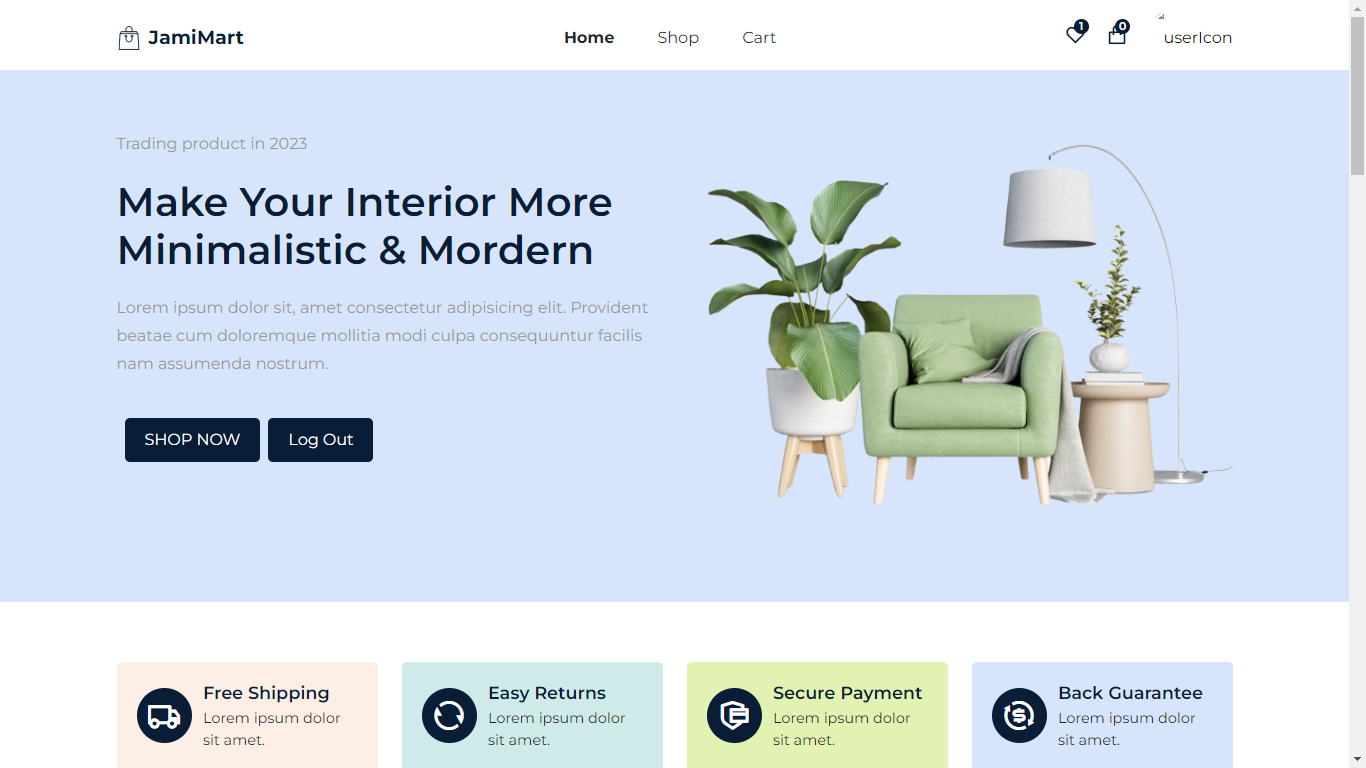 JamiMart
Home
Shop
Cart
1
0
userIcon
Trading product in 2023
Make Your Interior More
Minimalistic & Mordern
Lorem ipsum dolor sit, amet consectetur adipisicing elit. Provident
beatae cum doloremque mollitia modi culpa consequuntur facilis
nam assumenda nostrum.
SHOP NOW
Log Out
Free Shipping
Lorem ipsum dolor
sit amet.
Easy Returns
Lorem ipsum dolor
sit amet.
Secure Payment
Lorem ipsum dolor
sit amet.
Back Guarantee
Lorem ipsum dolor
sit amet.